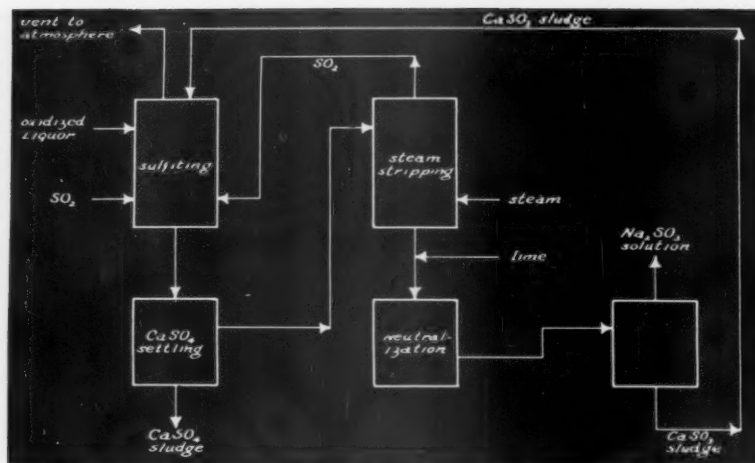 vent to
atmosphere
CaSO₃ sludge
SO₂
oxidized
Liquor
sulfiting
steam
stripping
SO₂
steam
Na₂SO₃
solution
lime
CaSO₄
settling
neutral-
ization
CaSO₄
sludge
CaSO₃
sludge